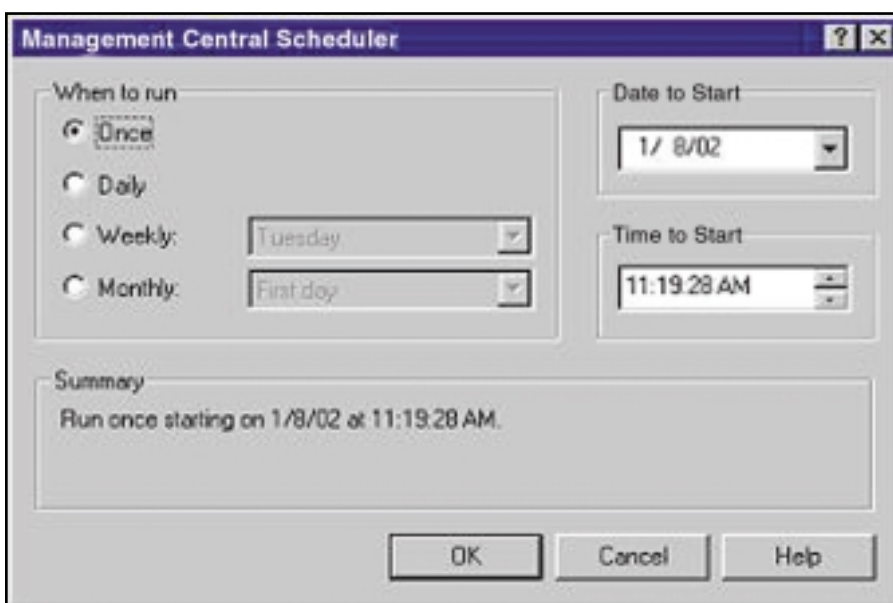 Management Central Scheduler
When to run
Once
Daily
Weekly: Tuesday
Monthly: First day
Date to Start
1/ 8/02
Time to Start
11:19:28 AM
Summary
Run once starting on 1/8/02 at 11:19:28 AM.
OK Cancel Help